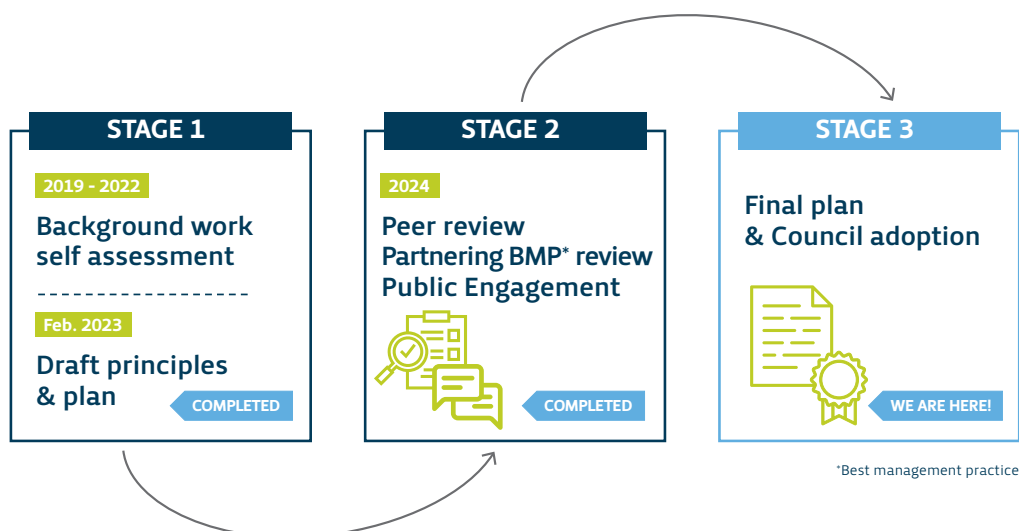 STAGE 1
2019 - 2022
Background work
self assessment
Feb. 2023
Draft principles
& plan
COMPLETED
STAGE 2
2024
Peer review
Partnering BMP* review
Public Engagement
COMPLETED
STAGE 3
Final plan
& Council adoption
WE ARE HERE!
*Best management practice